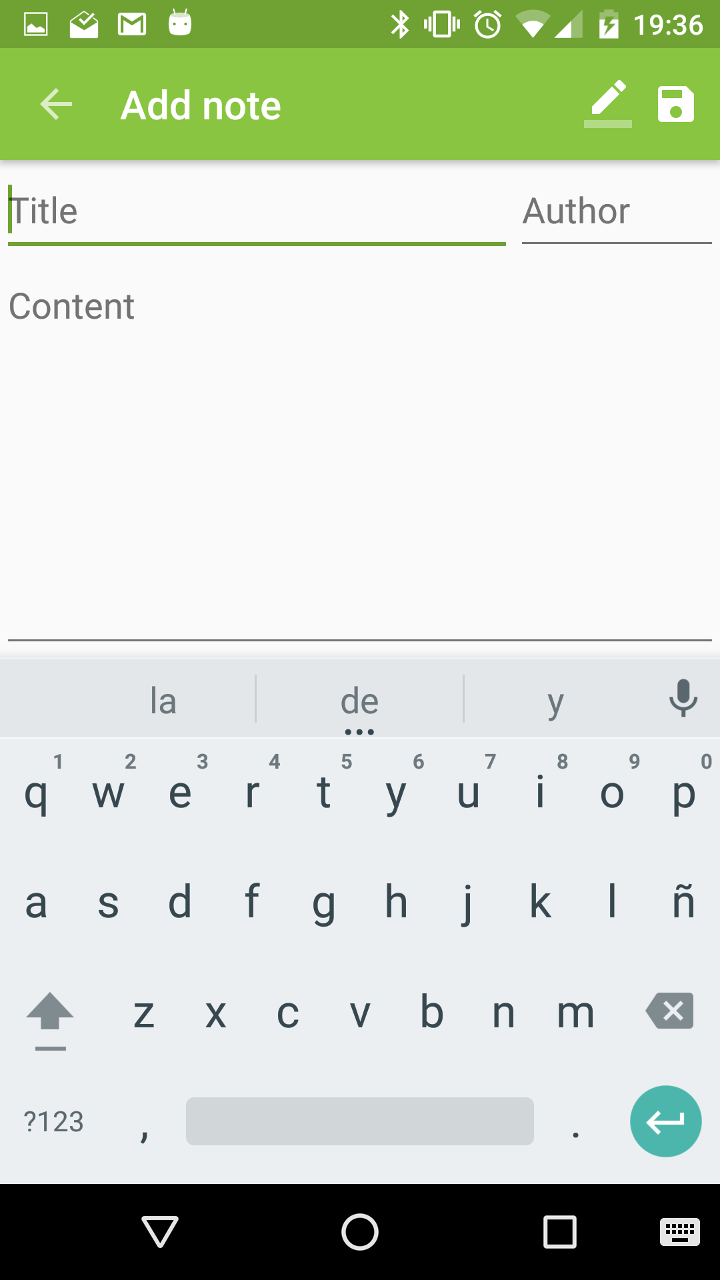 19:36
Add note
Title Author
Content
la de y
1 2 3 4 5 6 7 8 9 0
q w e r t y u i o p
a s d f g h j k l ñ
z x c v b n m
?123 , .